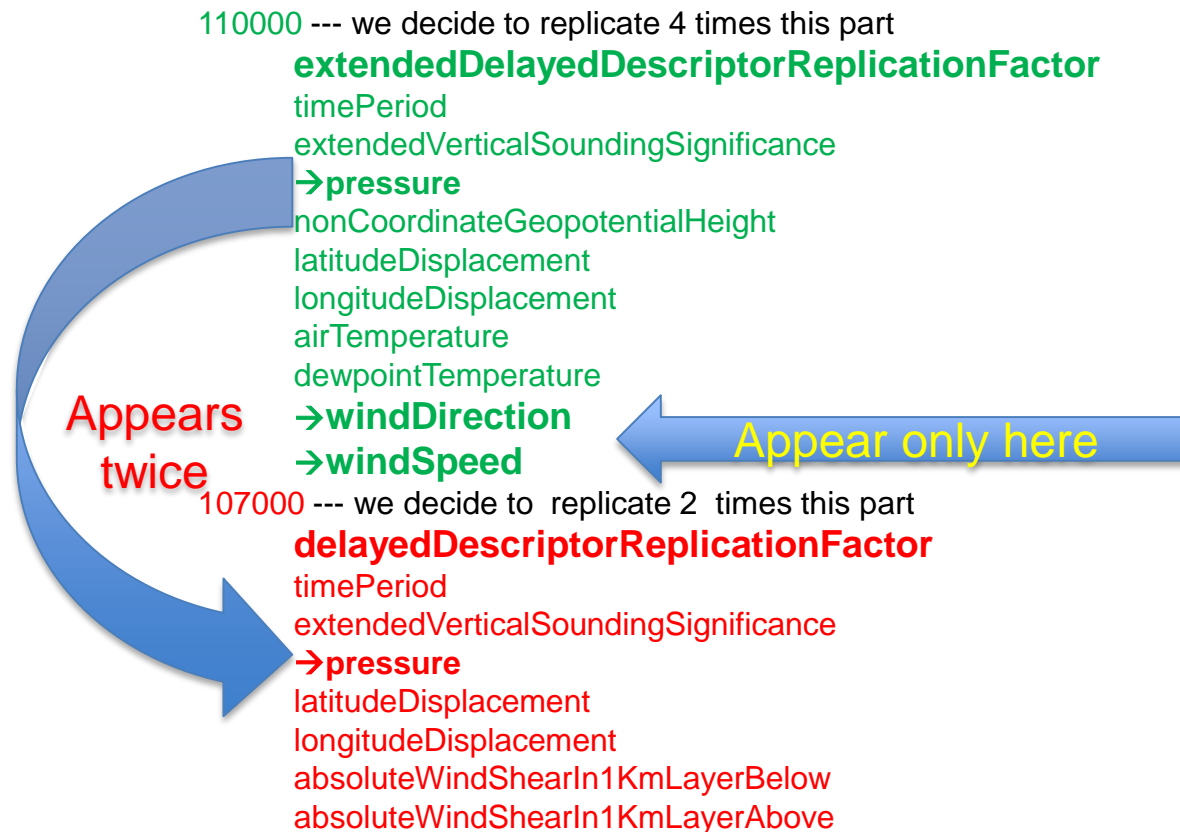 110000 --- we decide to replicate 4 times this part
extendedDelayedDescriptorReplicationFactor
timePeriod
extendedVerticalSoundingSignificance
→pressure
nonCoordinateGeopotentialHeight
latitudeDisplacement
longitudeDisplacement
airTemperature
dewpointTemperature
→windDirection
→windSpeed
Appears
twice
Appear only here
107000 --- we decide to  replicate 2  times this part
delayedDescriptorReplicationFactor
timePeriod
extendedVerticalSoundingSignificance
→pressure
latitudeDisplacement
longitudeDisplacement
absoluteWindShearIn1KmLayerBelow
absoluteWindShearIn1KmLayerAbove